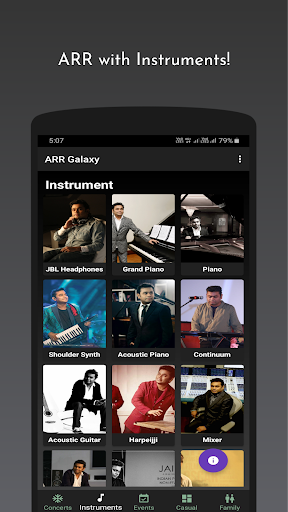 ARR with Instruments!
5:07
79%
ARR Galaxy
Instrument
JBL Headphones
Grand Piano
Piano
Shoulder Synth
Acoustic Piano
Continuum
Acoustic Guitar
Harpeijji
Mixer
JAI
Concerts
Instruments
Events
Casual
Family